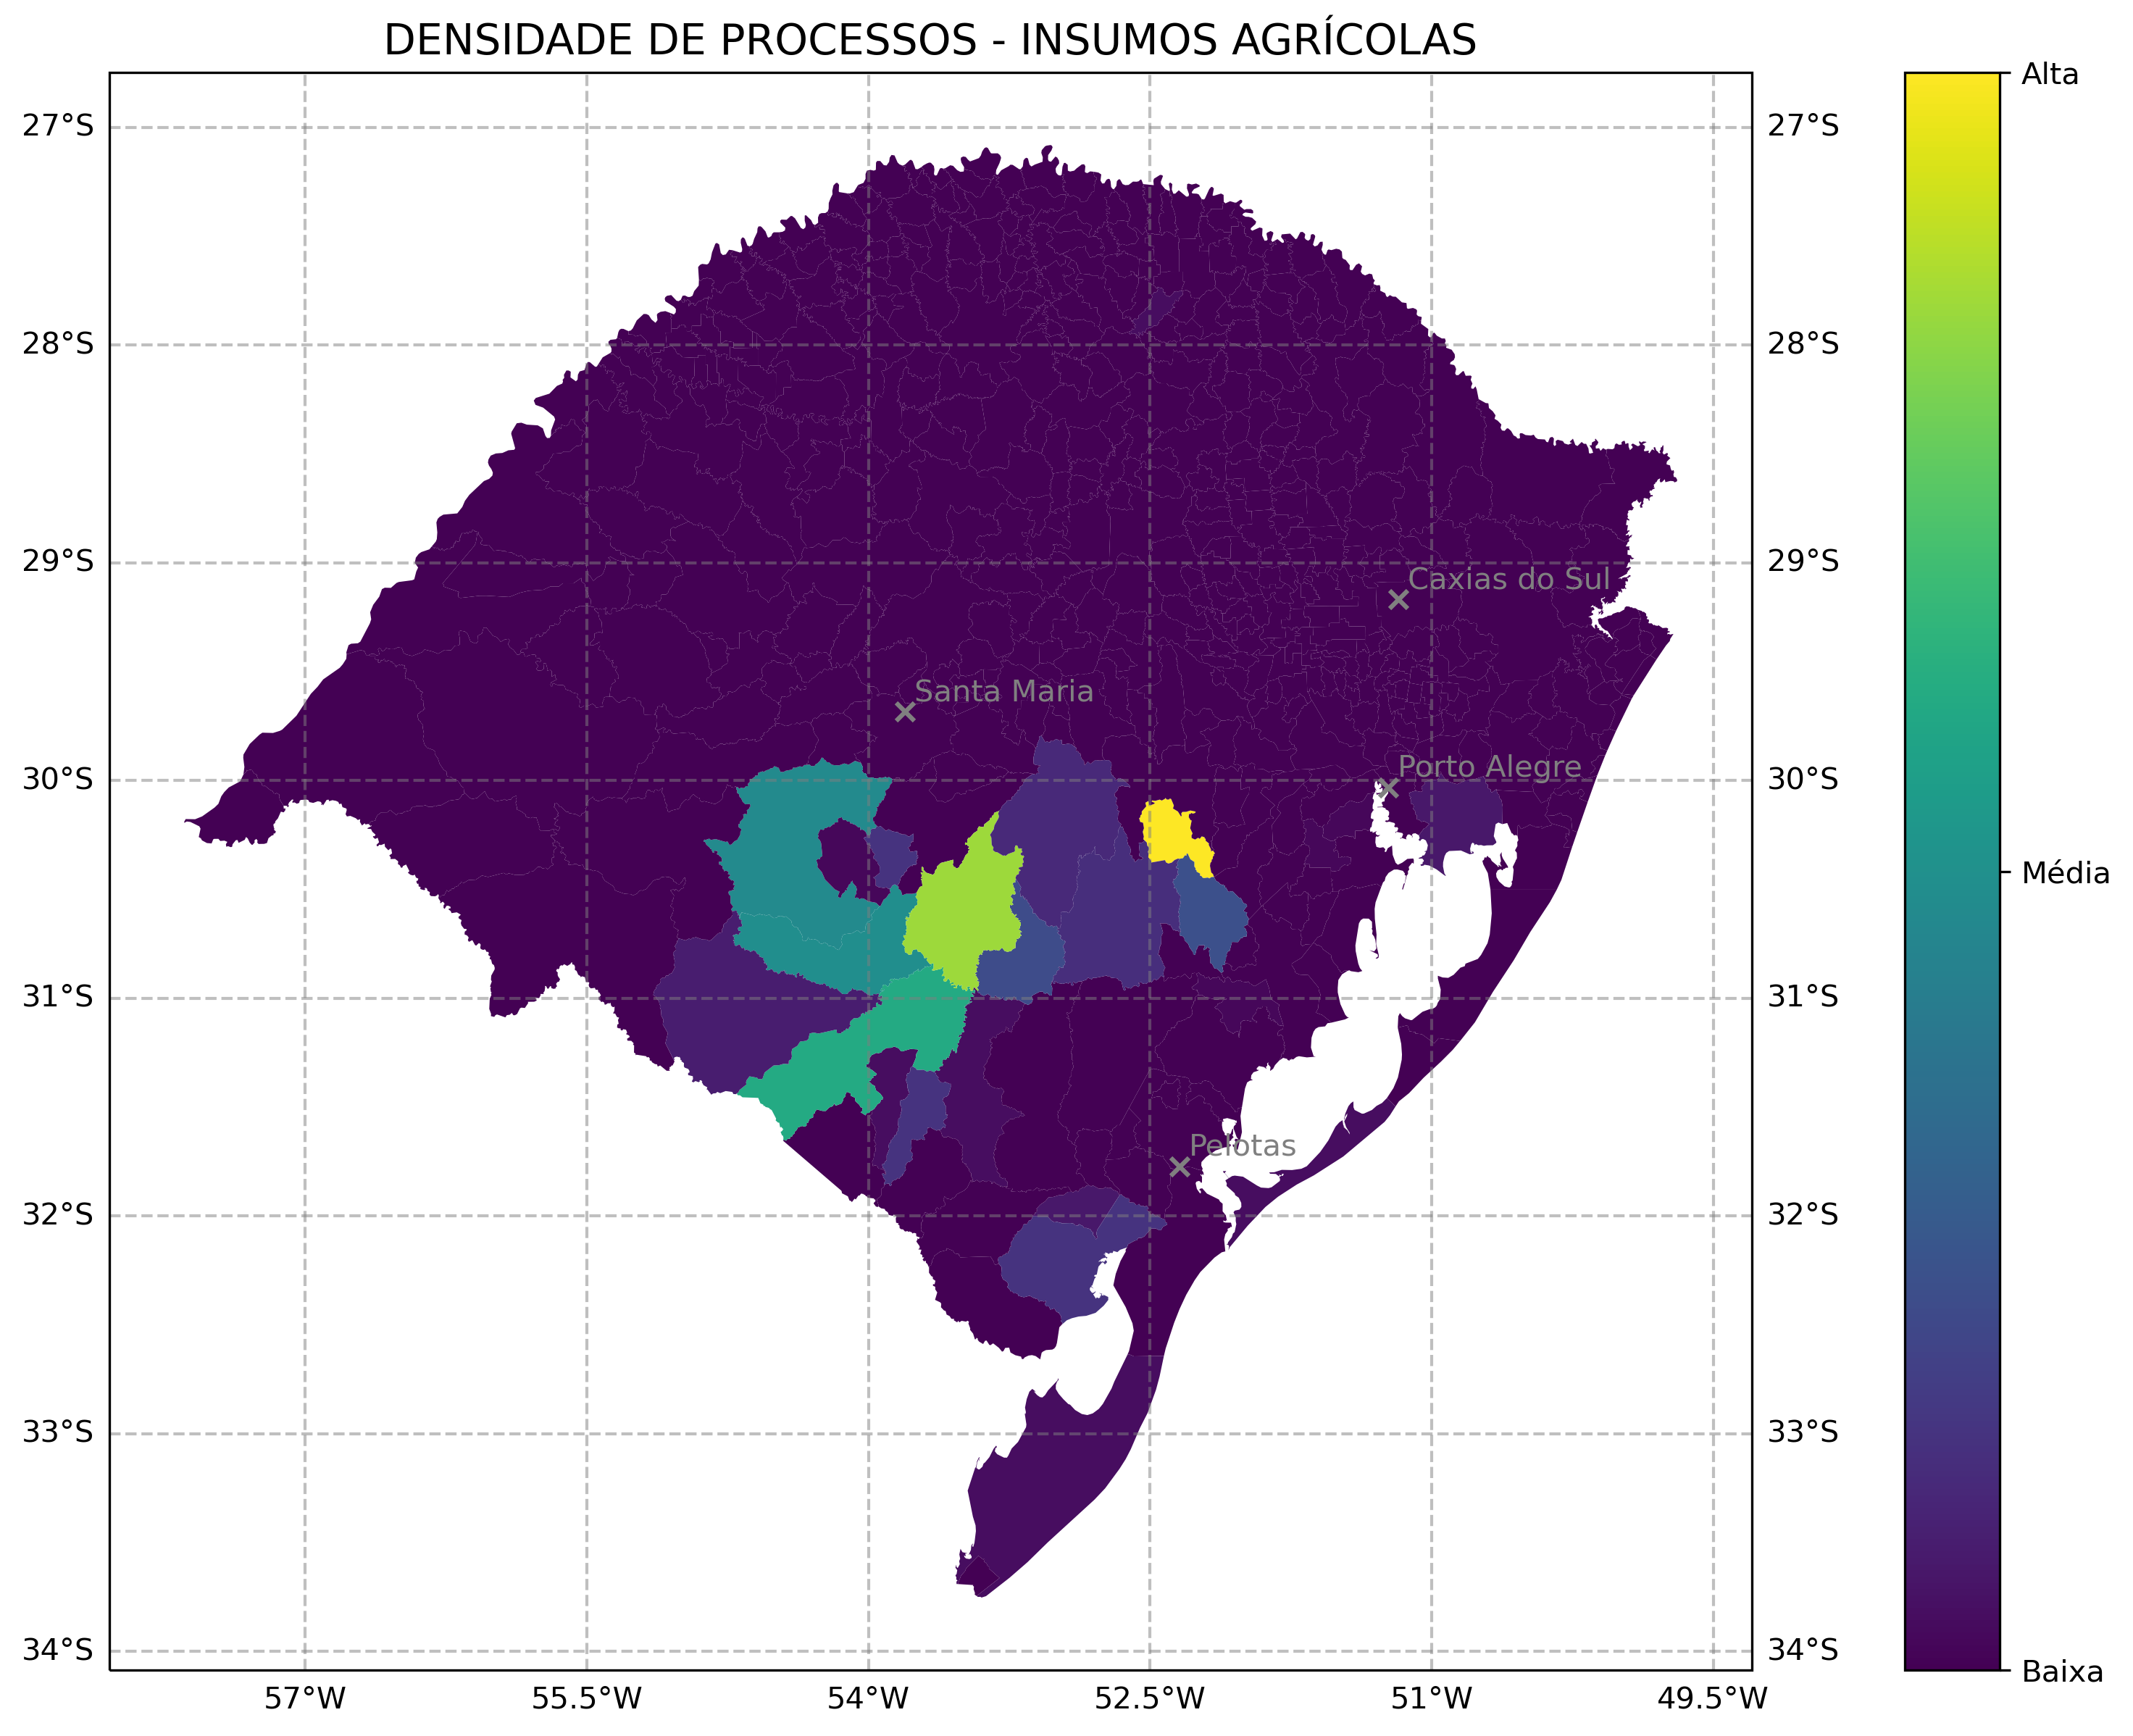 DENSIDADE DE PROCESSOS - INSUMOS AGRÍCOLAS
Alta
27°S
27°S
28°S
28°S
29°S
29°S
Caxias do Sul
Santa Maria
Porto Alegre
30°S
30°S
Média
31°S
31°S
Pelotas
32°S
32°S
33°S
33°S
34°S
34°S
Baixa
57°W
55.5°W
54°W
52.5°W
51°W
49.5°W